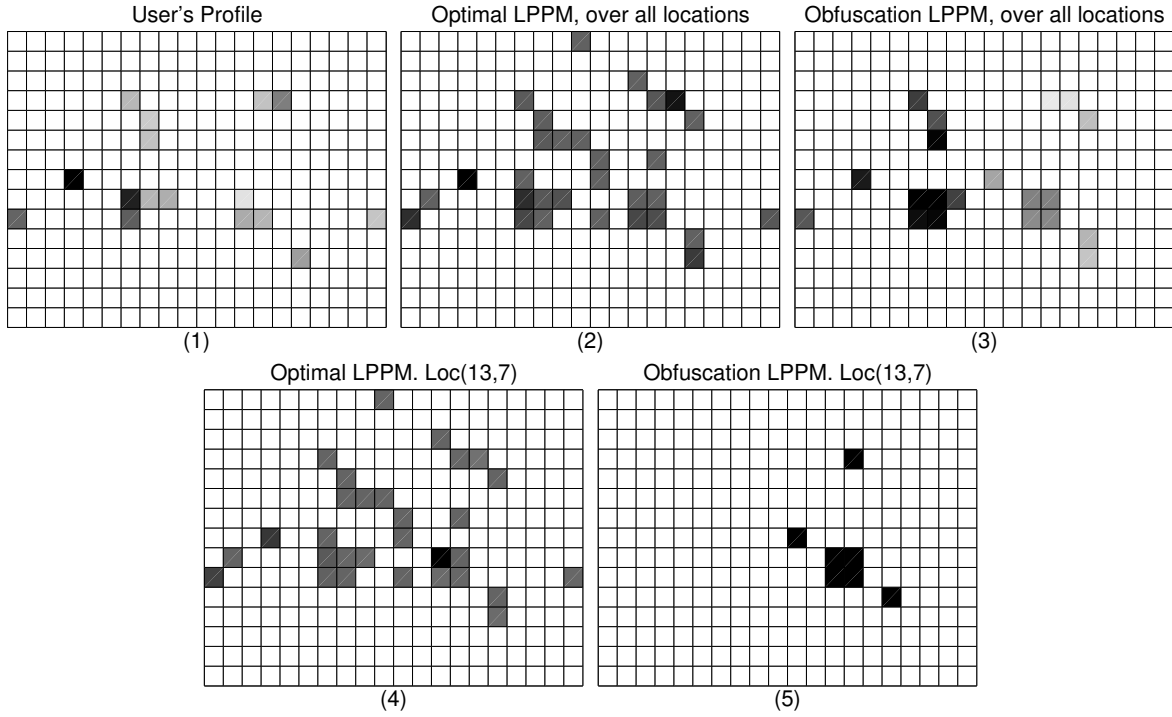 User's Profile
Optimal LPPM, over all locations
Obfuscation LPPM, over all locations
(1)
(2)
(3)
Optimal LPPM. Loc(13,7)
Obfuscation LPPM. Loc(13,7)
(4)
(5)